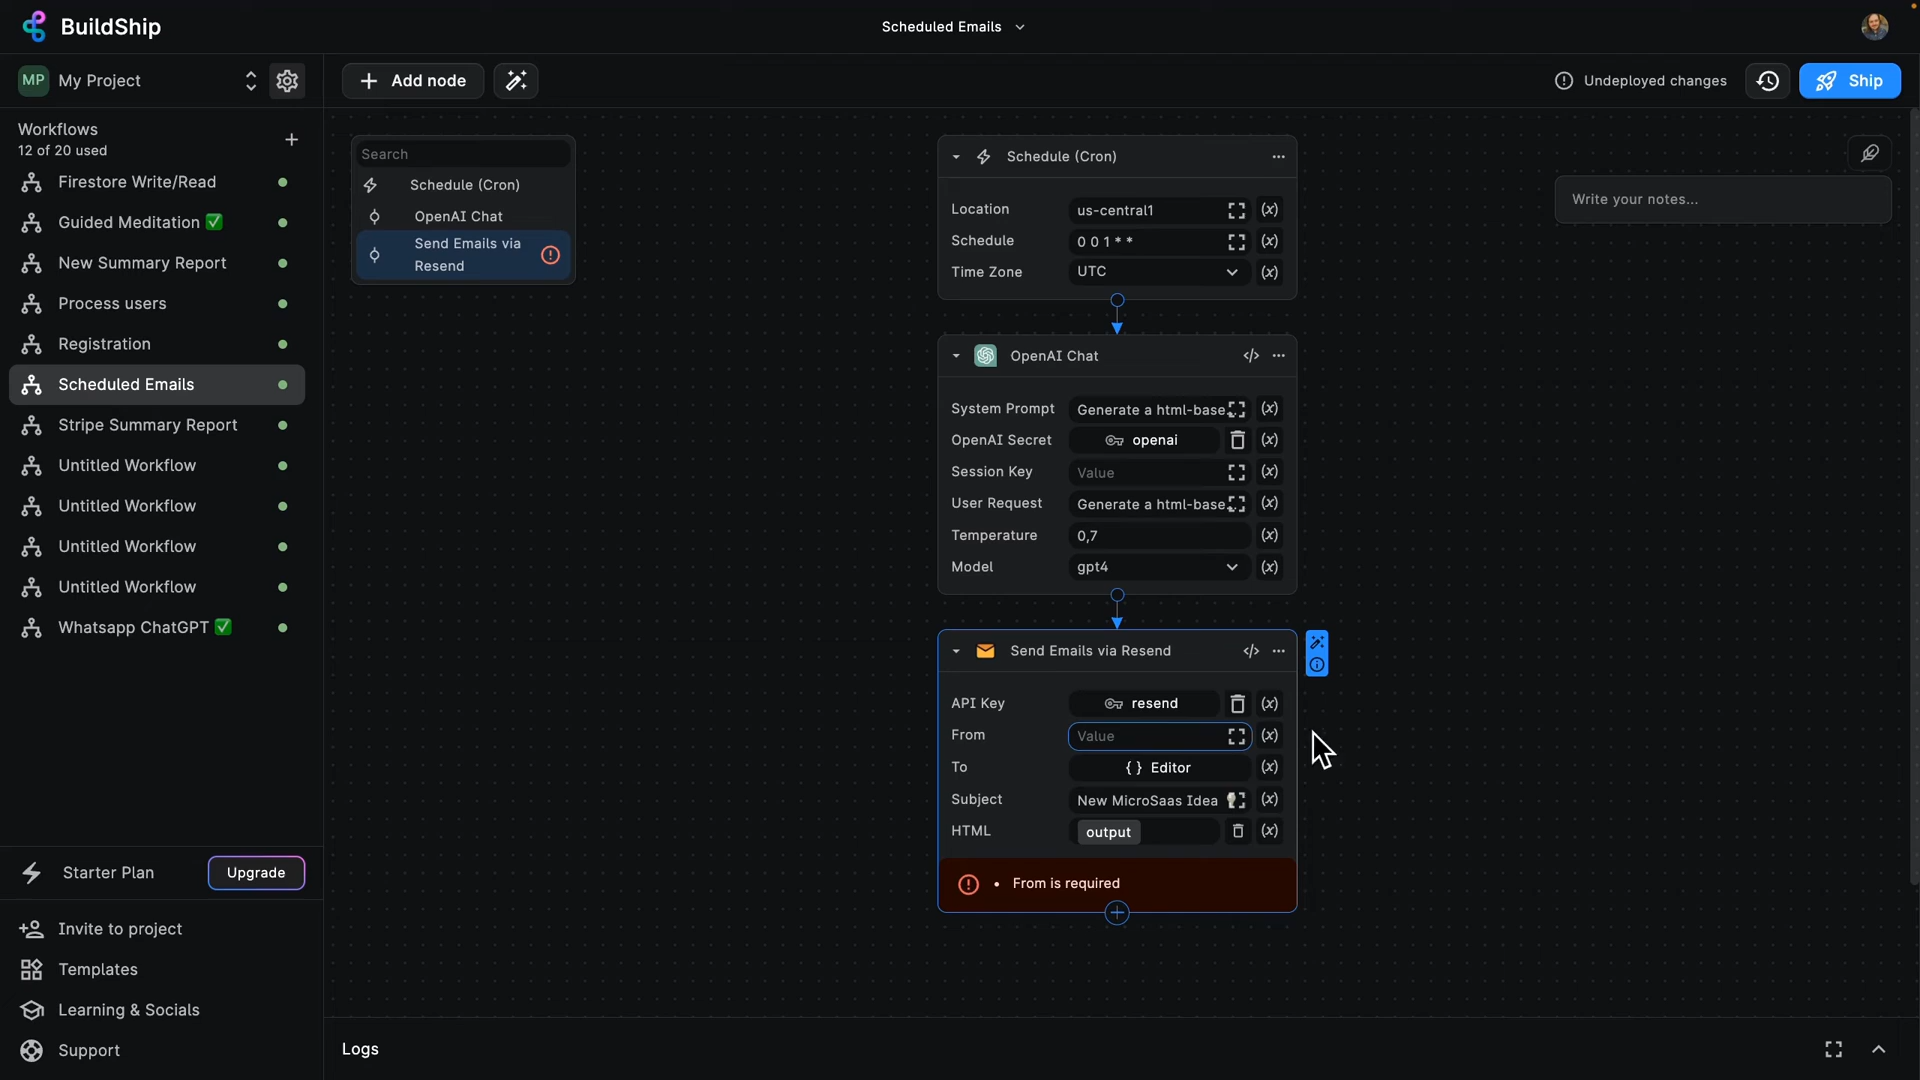 BuildShip
Scheduled Emails
MP My Project
Add node
Undeployed changes
Ship
Workflows
12 of 20 used
Firestore Write/Read
Guided Meditation ✅
New Summary Report
Process users
Registration
Scheduled Emails
Stripe Summary Report
Untitled Workflow
Untitled Workflow
Untitled Workflow
Untitled Workflow
Whatsapp ChatGPT ✅
Starter Plan
Upgrade
Invite to project
Templates
Learning & Socials
Support
Search
Schedule (Cron)
OpenAI Chat
Send Emails via
Resend
Schedule (Cron)
Location us-central1 (x)
Schedule 0 0 1 * * (x)
Time Zone UTC (x)
OpenAI Chat </>
System Prompt Generate a html-base (x)
OpenAI Secret openai (x)
Session Key Value (x)
User Request Generate a html-base (x)
Temperature 0,7 (x)
Model gpt4 (x)
Send Emails via Resend </>
API Key resend (x)
From Value (x)
To { } Editor (x)
Subject New MicroSaas Idea (x)
HTML output (x)
• From is required
Write your notes...
Logs